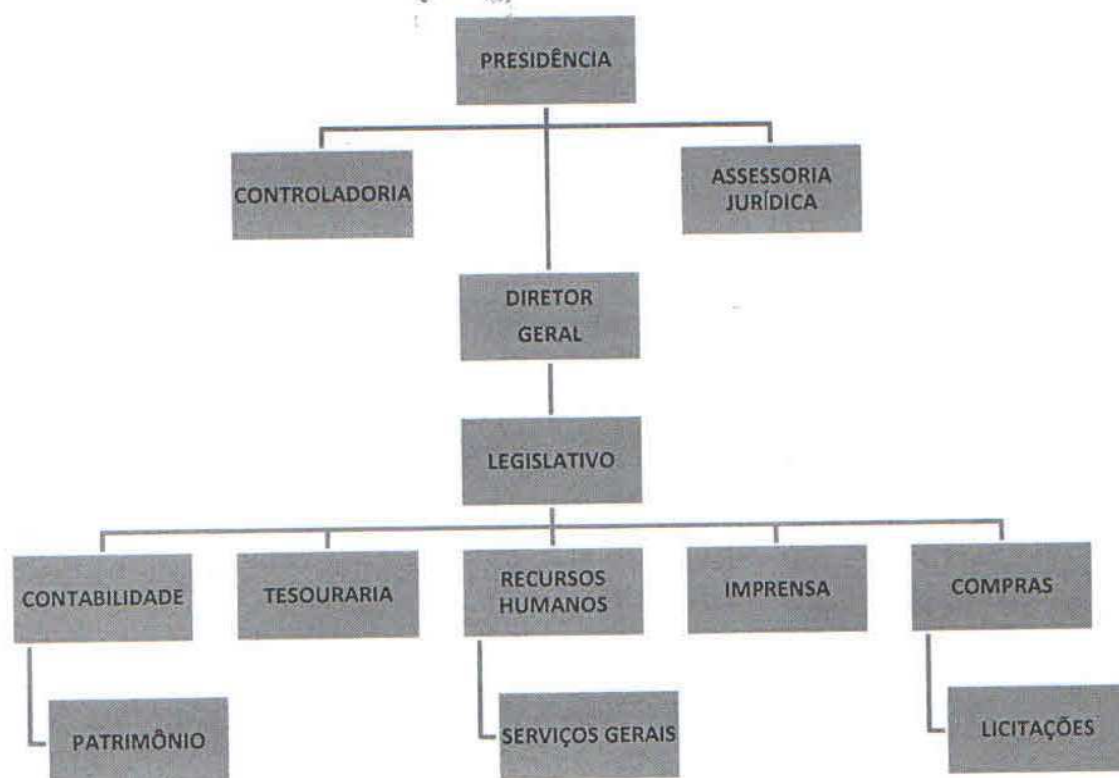 PRESIDÊNCIA
CONTROLADORIA
ASSESSORIA
JURÍDICA
DIRETOR
GERAL
LEGISLATIVO
CONTABILIDADE
TESOURARIA
RECURSOS
HUMANOS
IMPRENSA
COMPRAS
PATRIMÔNIO
SERVIÇOS GERAIS
LICITAÇÕES